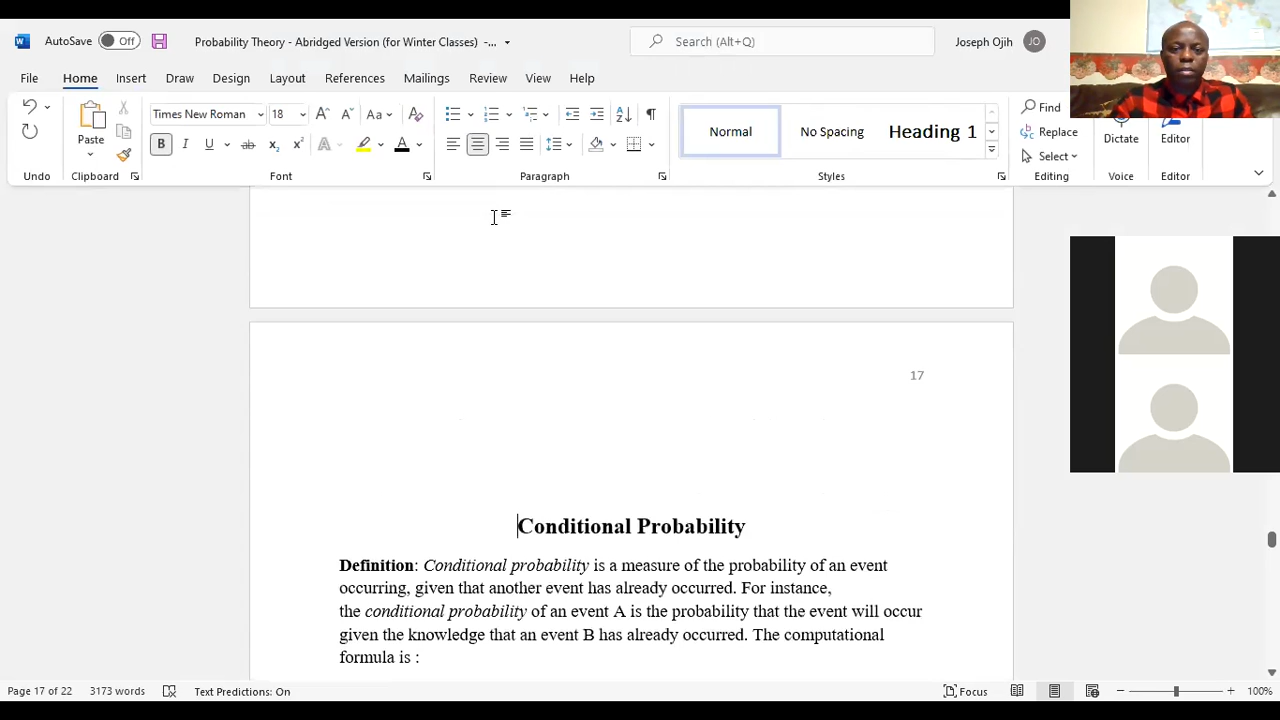 AutoSave Off Probability Theory - Abridged Version (for Winter Classes) -... Search (Alt+Q) Joseph Ojih JO
File Home Insert Draw Design Layout References Mailings Review View Help
Times New Roman 18 Aa Normal No Spacing Heading 1 Find
Paste B I U ab x2 x2 A A Replace Dictate Editor
Select
Undo Clipboard Font Paragraph Styles Editing Voice Editor
17
Conditional Probability
Definition: Conditional probability is a measure of the probability of an event
occurring, given that another event has already occurred. For instance,
the conditional probability of an event A is the probability that the event will occur
given the knowledge that an event B has already occurred. The computational
formula is :
Page 17 of 22 3173 words Text Predictions: On Focus 100%